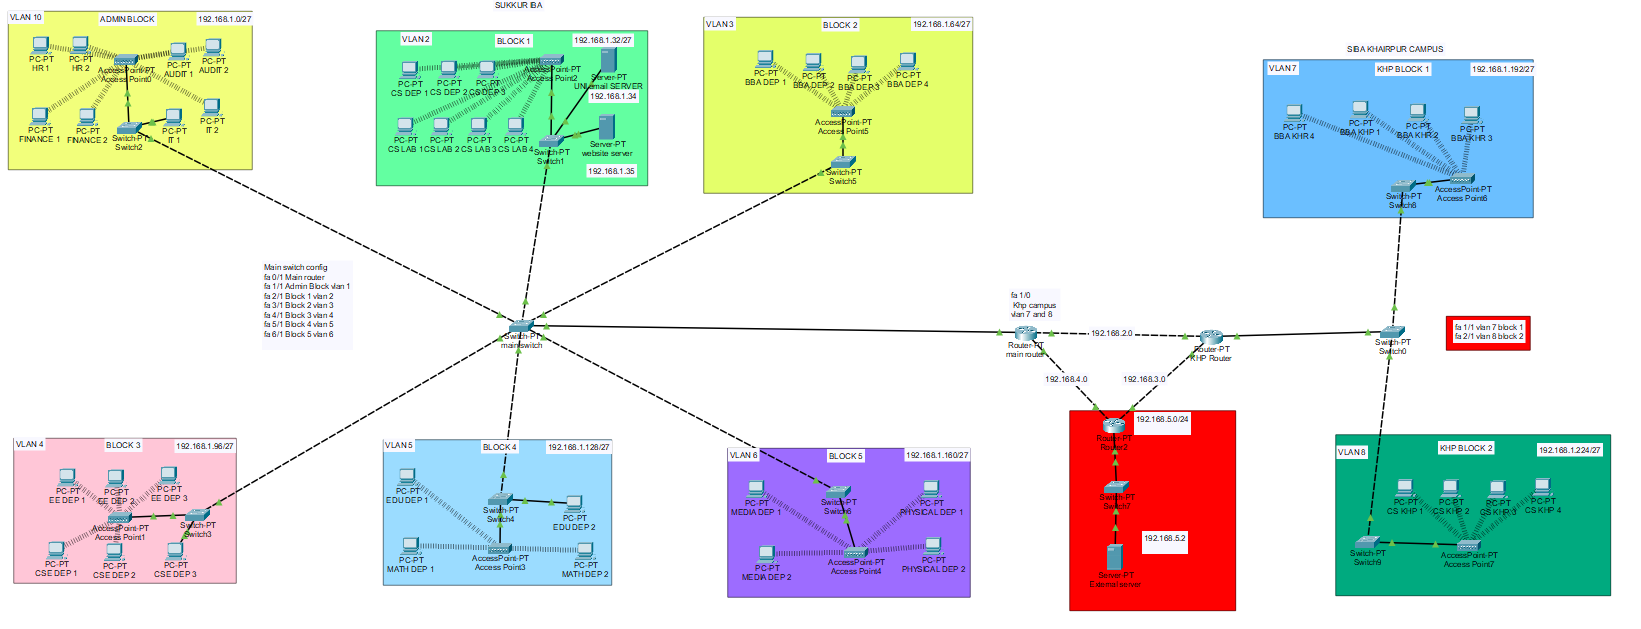 SUKKUR IBA
VLAN 10
ADMIN BLOCK
192.168.1.0/27
PC-PT
HR 1
PC-PT
HR 2
AccessPoint-PT
Access Point0
PC-PT
AUDIT 1
PC-PT
AUDIT 2
PC-PT
FINANCE 1
PC-PT
FINANCE 2
Switch-PT
Switch2
PC-PT
IT 1
PC-PT
IT 2
VLAN 2
BLOCK 1
192.168.1.32/27
PC-PT
CS DEP 1
PC-PT
CS DEP 2
PC-PT
CS DEP 3
AccessPoint-PT
Access Point2
Server-PT
UNI email SERVER
192.168.1.34
PC-PT
CS LAB 1
PC-PT
CS LAB 2
PC-PT
CS LAB 3
PC-PT
CS LAB 4
Switch-PT
Switch1
Server-PT
website server
192.168.1.35
VLAN 3
BLOCK 2
192.168.1.64/27
PC-PT
BBA DEP 1
PC-PT
BBA DEP 2
PC-PT
BBA DEP 3
PC-PT
BBA DEP 4
AccessPoint-PT
Access Point5
Switch-PT
Switch5
SIBA KHAIRPUR CAMPUS
VLAN 7
KHP BLOCK 1
192.168.1.192/27
PC-PT
BBA KHR 4
PC-PT
BBA KHP 1
PC-PT
BBA KHR 2
PC-PT
BBA KHR 3
Switch-PT
Switch8
AccessPoint-PT
Access Point6
Main switch config
fa 0/1 Main router
fa 1/1 Admin Block vlan 1
fa 2/1 Block 1 vlan 2
fa 3/1 Block 2 vlan 3
fa 4/1 Block 3 vlan 4
fa 5/1 Block 4 vlan 5
fa 6/1 Block 5 vlan 6
Switch-PT
main switch
fa 1/0
Khp campus
vlan 7 and 8
Router-PT
main router
192.168.2.0
Router-PT
KHP Router
Switch-PT
Switch0
fa 1/1 vlan 7 block 1
fa 2/1 vlan 8 block 2
192.168.4.0
192.168.3.0
192.168.5.0/24
Router-PT
Router2
Switch-PT
Switch7
192.168.5.2
Server-PT
External server
VLAN 4
BLOCK 3
192.168.1.96/27
PC-PT
EE DEP 1
PC-PT
EE DEP 2
PC-PT
EE DEP 3
AccessPoint-PT
Access Point1
Switch-PT
Switch3
PC-PT
CSE DEP 1
PC-PT
CSE DEP 2
PC-PT
CSE DEP 3
VLAN 5
BLOCK 4
192.168.1.128/27
PC-PT
EDU DEP 1
Switch-PT
Switch4
PC-PT
EDU DEP 2
PC-PT
MATH DEP 1
AccessPoint-PT
Access Point3
PC-PT
MATH DEP 2
VLAN 6
BLOCK 5
192.168.1.160/27
PC-PT
MEDIA DEP 1
Switch-PT
Switch6
PC-PT
PHYSICAL DEP 1
PC-PT
MEDIA DEP 2
AccessPoint-PT
Access Point4
PC-PT
PHYSICAL DEP 2
VLAN 8
KHP BLOCK 2
192.168.1.224/27
PC-PT
CS KHP 1
PC-PT
CS KHP 2
PC-PT
CS KHR 3
PC-PT
CS KHP 4
Switch-PT
Switch9
AccessPoint-PT
Access Point7